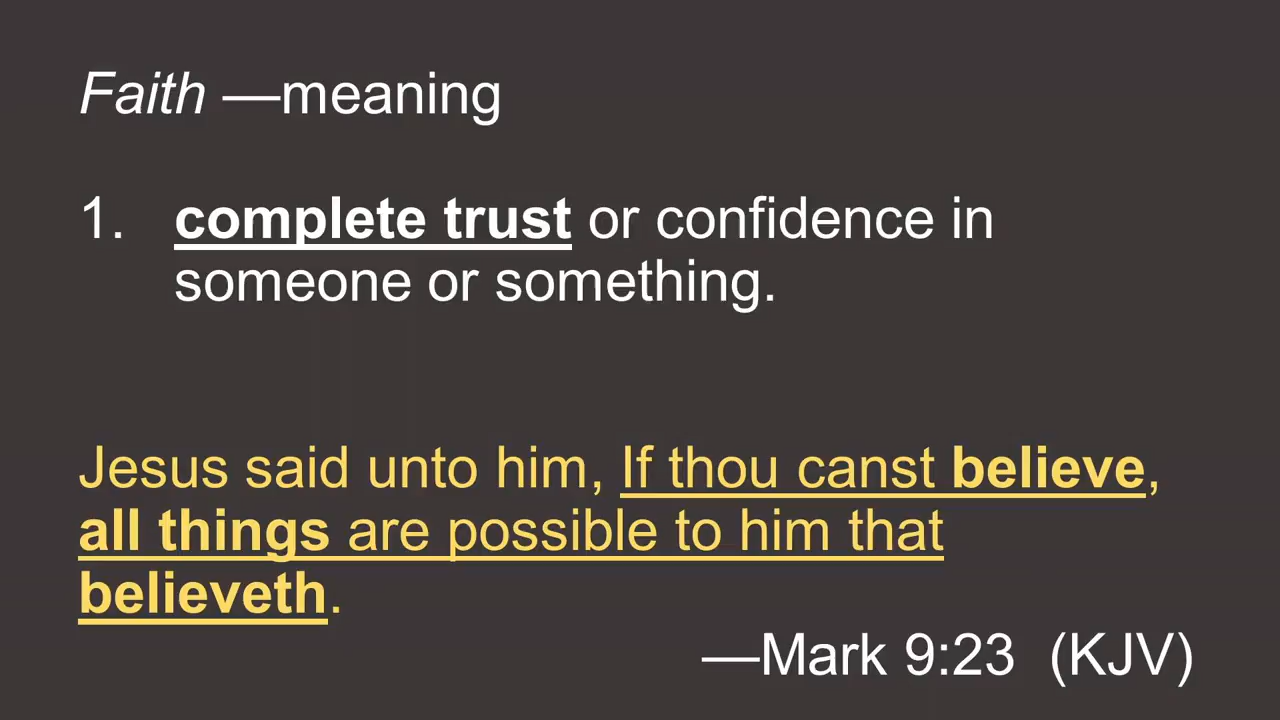 Faith —meaning
1. complete trust or confidence in
someone or something.
Jesus said unto him, If thou canst believe,
all things are possible to him that
believeth.
—Mark 9:23 (KJV)